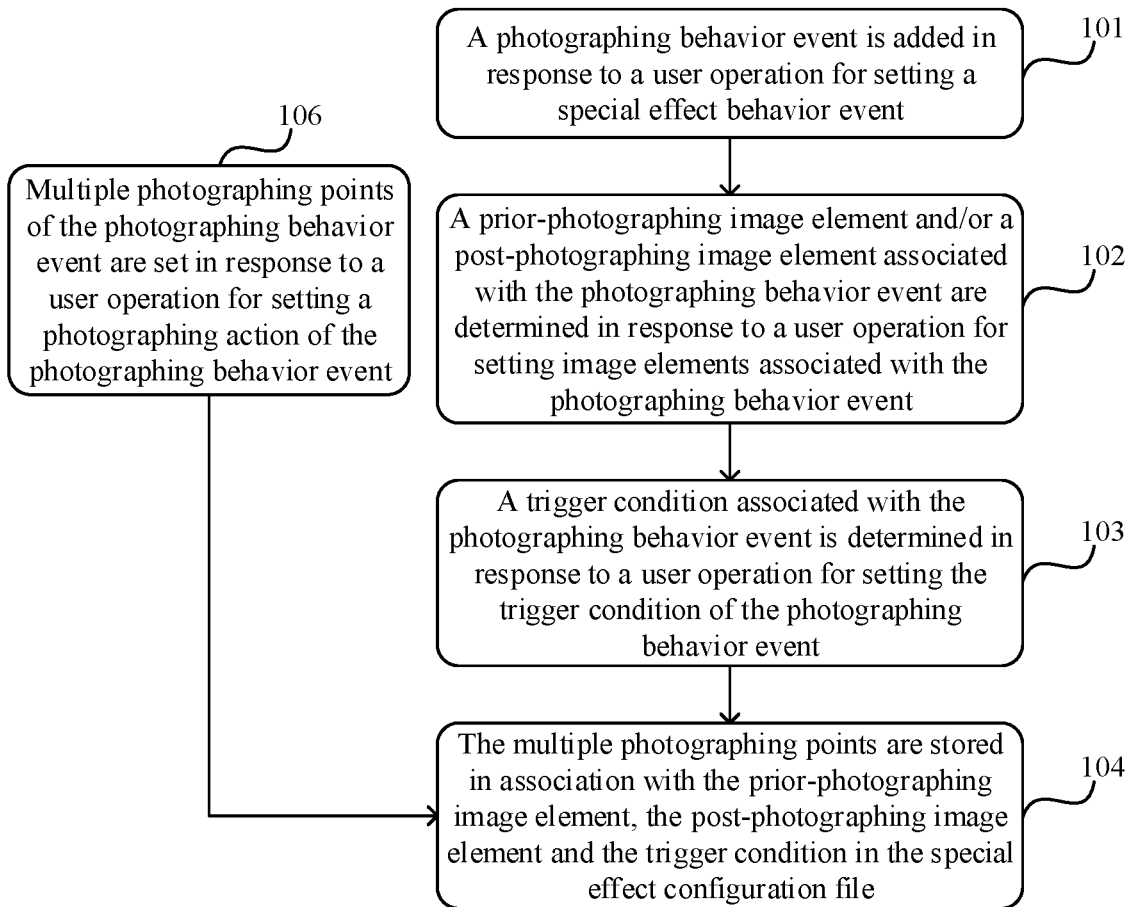 101
A photographing behavior event is added in
response to a user operation for setting a
special effect behavior event
106
Multiple photographing points
of the photographing behavior
event are set in response to a
user operation for setting a
photographing action of the
photographing behavior event
102
A prior-photographing image element and/or a
post-photographing image element associated
with the photographing behavior event are
determined in response to a user operation for
setting image elements associated with the
photographing behavior event
103
A trigger condition associated with the
photographing behavior event is determined in
response to a user operation for setting the
trigger condition of the photographing
behavior event
104
The multiple photographing points are stored
in association with the prior-photographing
image element, the post-photographing image
element and the trigger condition in the special
effect configuration file